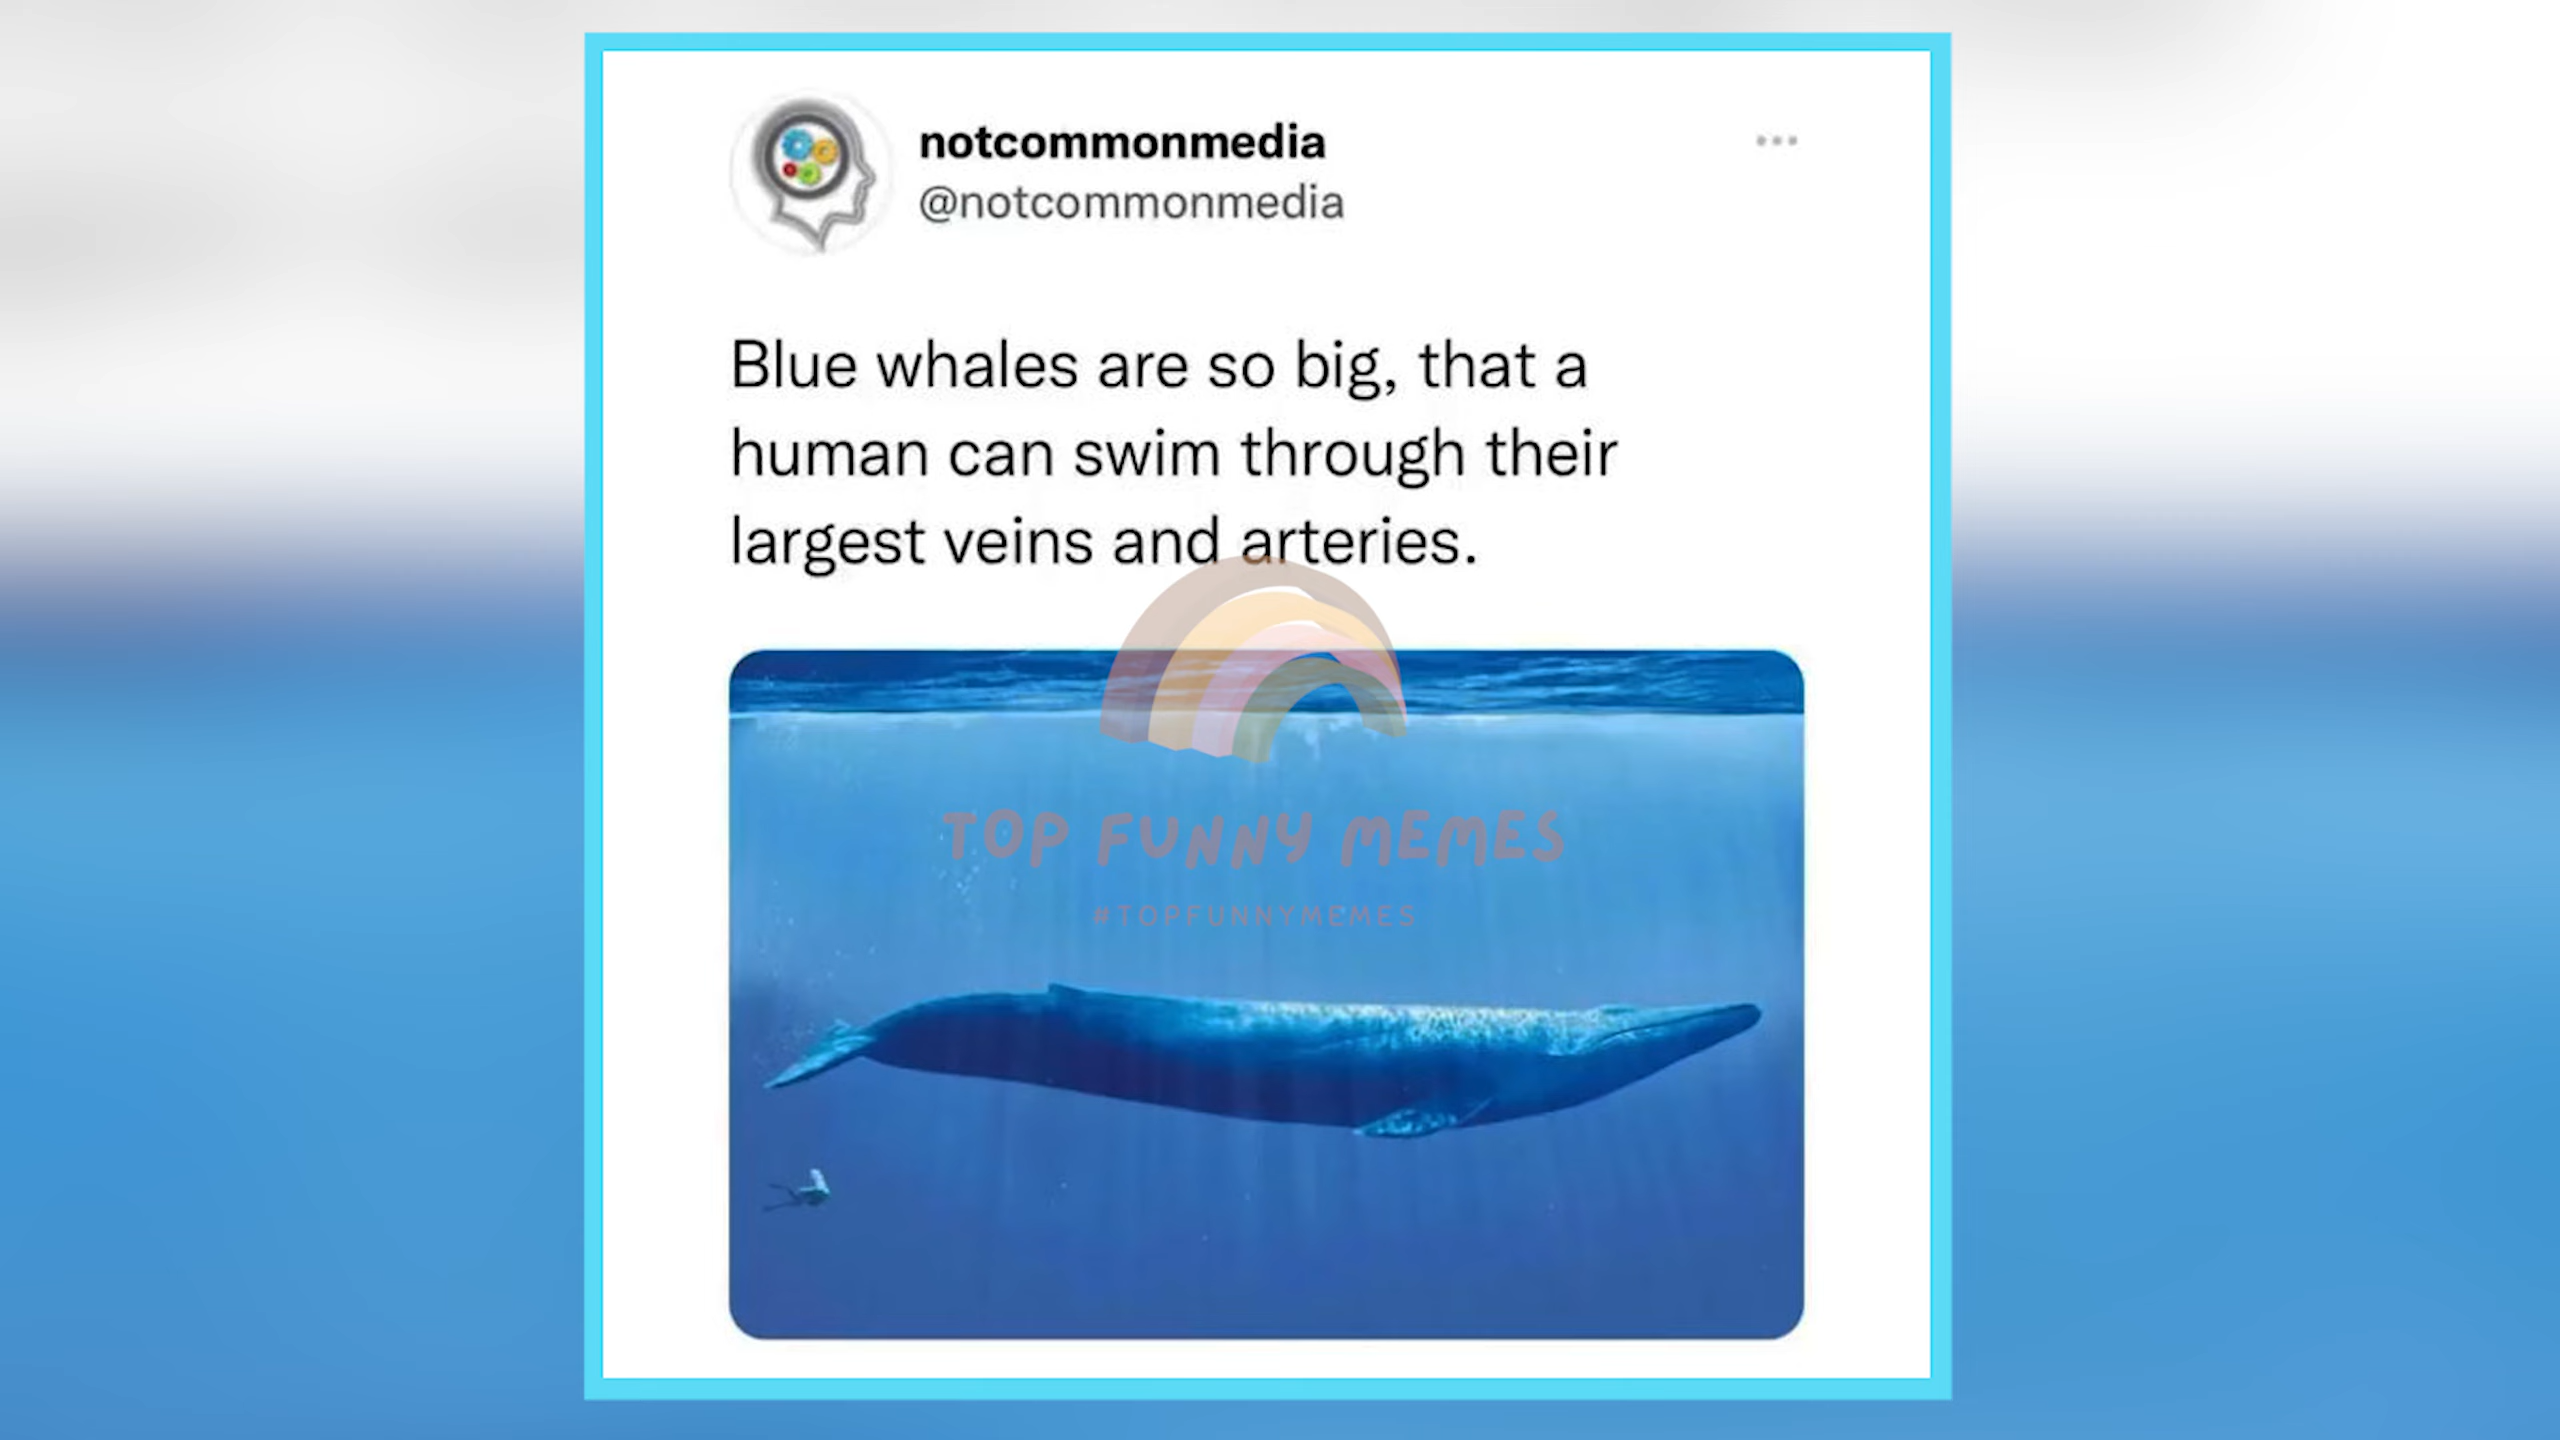 notcommonmedia
@notcommonmedia
Blue whales are so big, that a
human can swim through their
largest veins and arteries.
TOP FUNNY MEMES
#TOPFUNNYMEMES